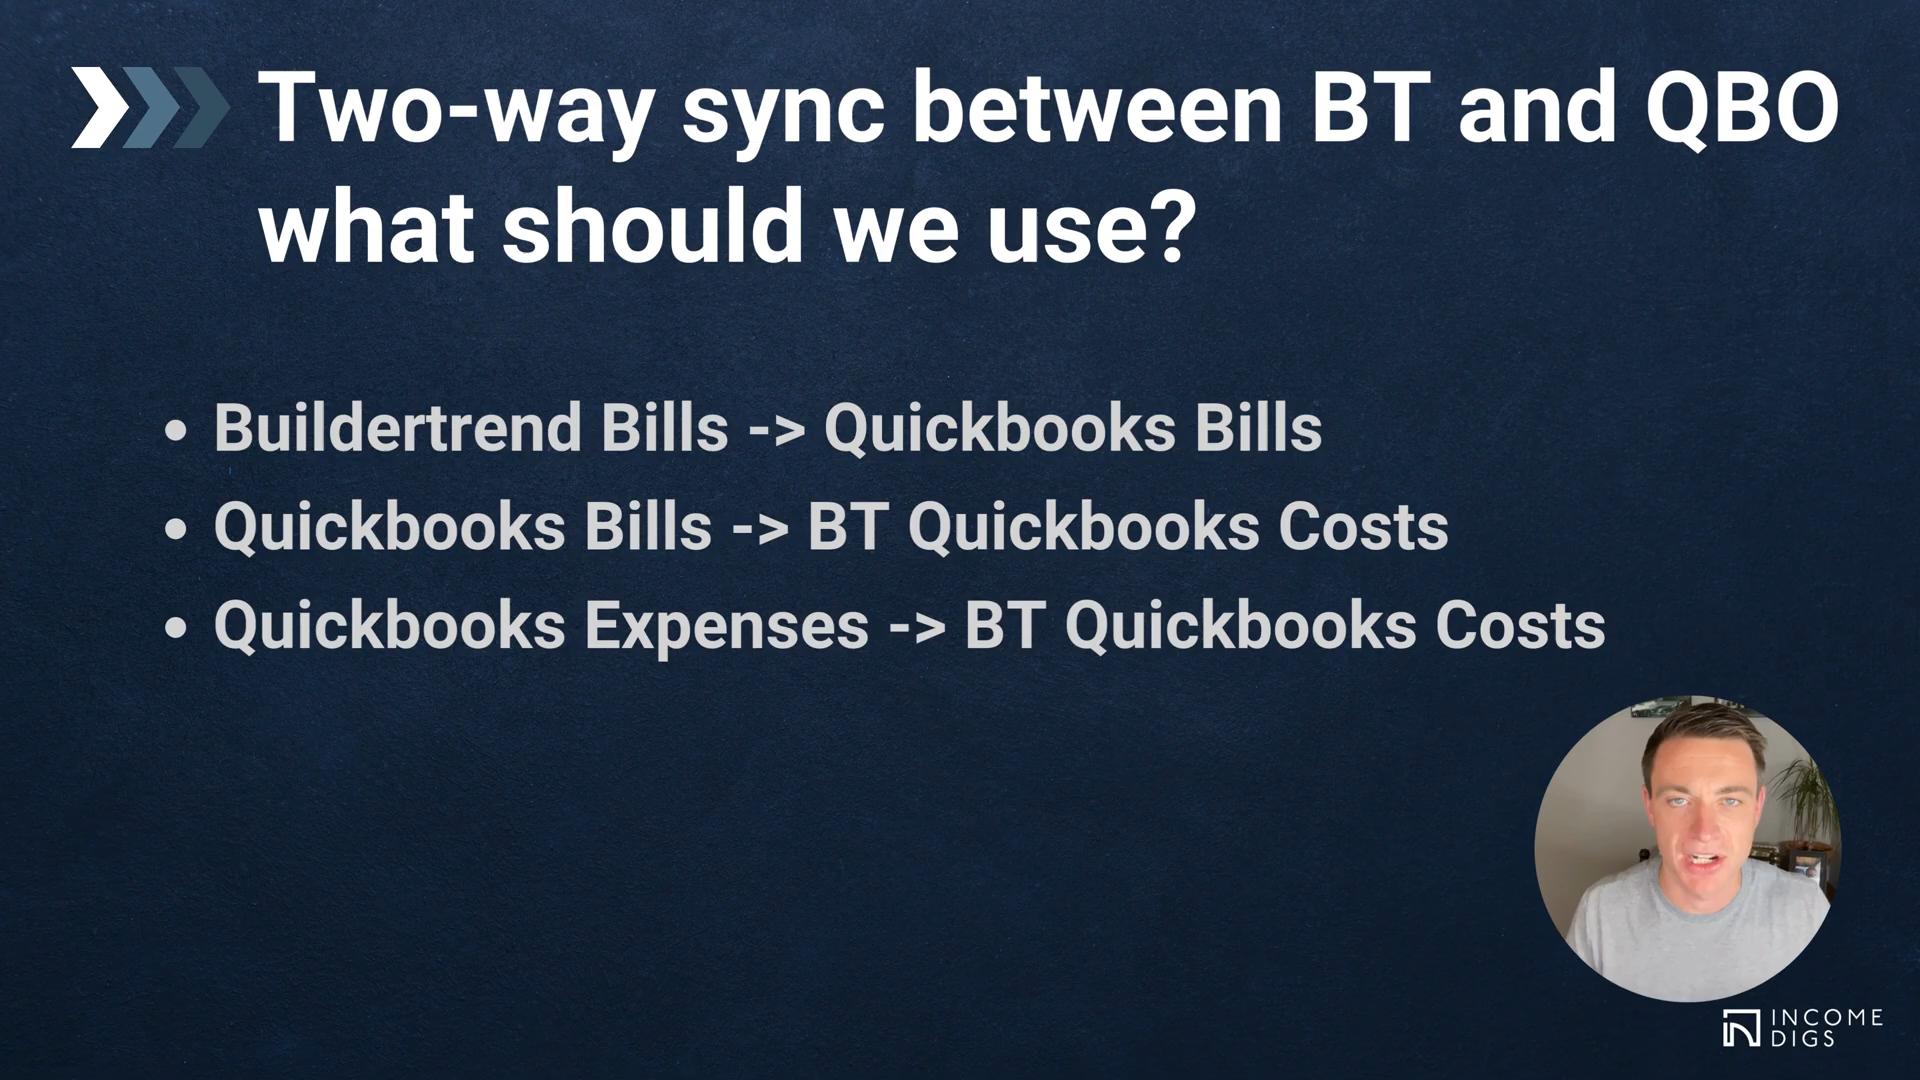 Two-way sync between BT and QBO
what should we use?
• Buildertrend Bills -> Quickbooks Bills
• Quickbooks Bills -> BT Quickbooks Costs
• Quickbooks Expenses -> BT Quickbooks Costs
INCOME
DIGS